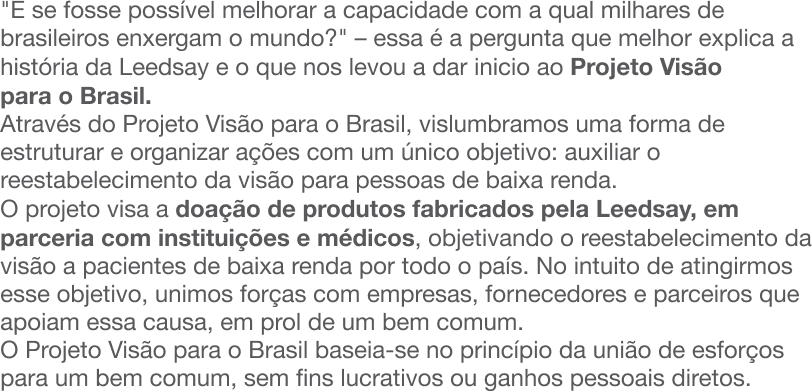 "E se fosse possível melhorar a capacidade com a qual milhares de
brasileiros enxergam o mundo?" – essa é a pergunta que melhor explica a
história da Leedsay e o que nos levou a dar inicio ao Projeto Visão
para o Brasil.
Através do Projeto Visão para o Brasil, vislumbramos uma forma de
estruturar e organizar ações com um único objetivo: auxiliar o
reestabelecimento da visão para pessoas de baixa renda.
O projeto visa a doação de produtos fabricados pela Leedsay, em
parceria com instituições e médicos, objetivando o reestabelecimento da
visão a pacientes de baixa renda por todo o país. No intuito de atingirmos
esse objetivo, unimos forças com empresas, fornecedores e parceiros que
apoiam essa causa, em prol de um bem comum.
O Projeto Visão para o Brasil baseia-se no princípio da união de esforços
para um bem comum, sem fins lucrativos ou ganhos pessoais diretos.